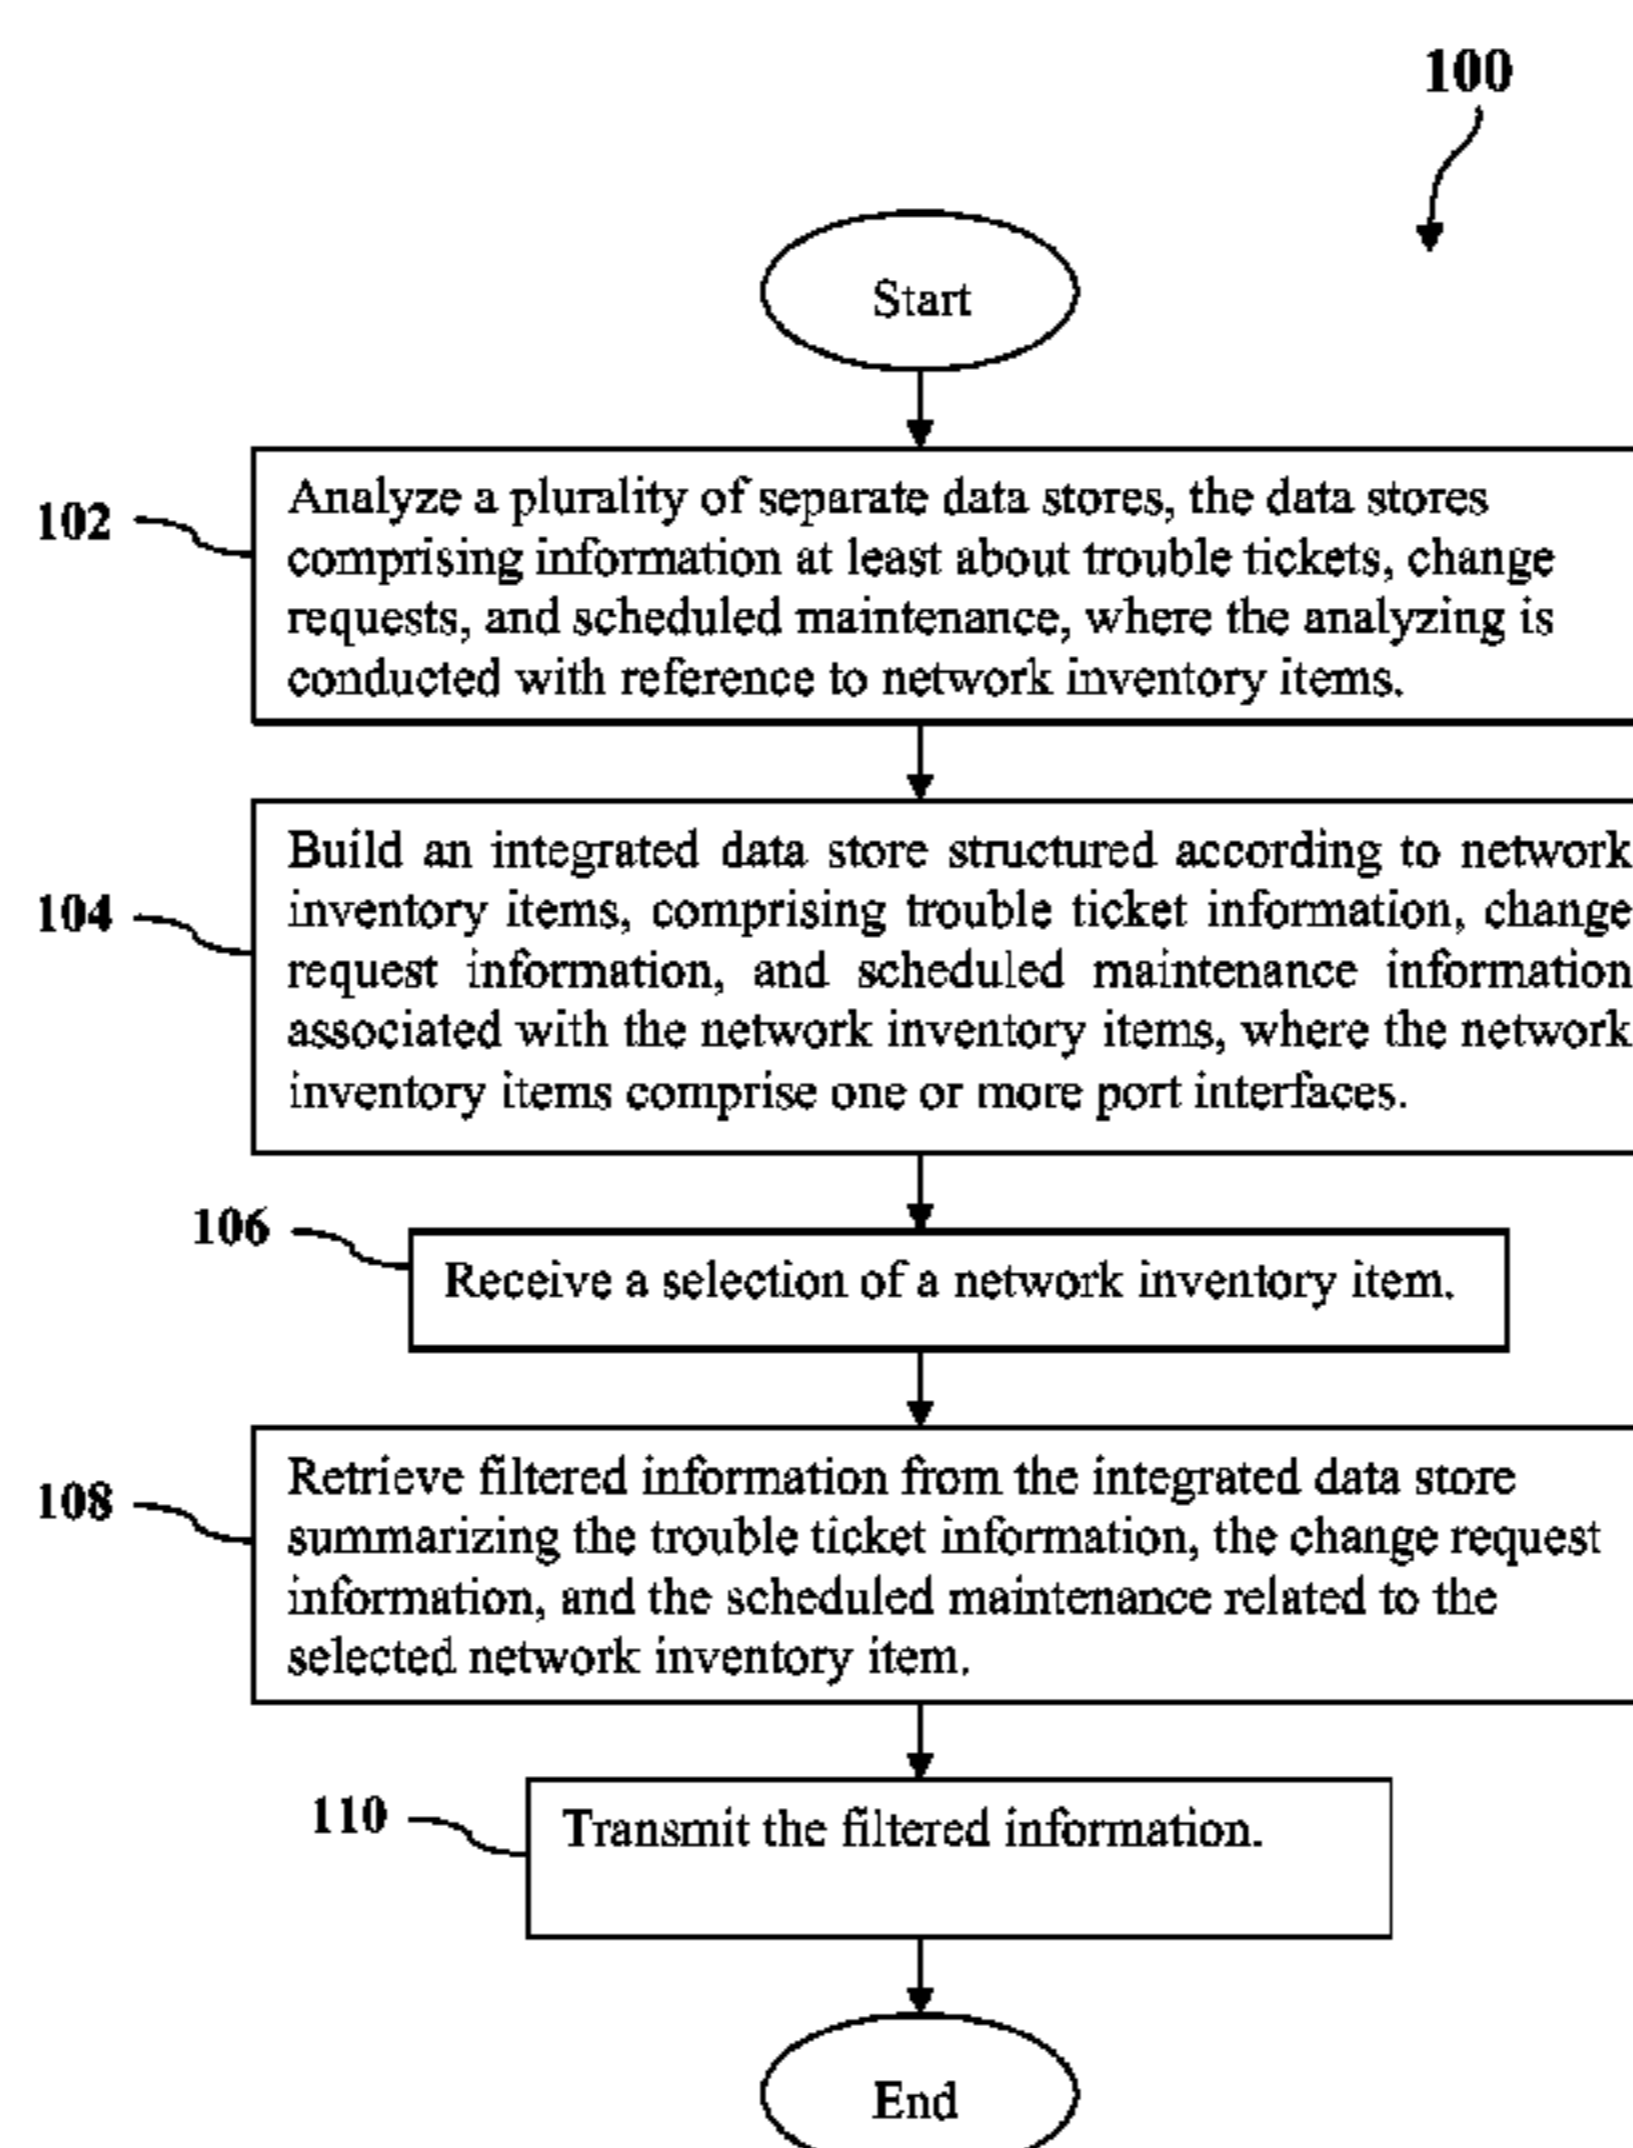 100
Start
102
Analyze a plurality of separate data stores, the data stores
comprising information at least about trouble tickets, change
requests, and scheduled maintenance, where the analyzing is
conducted with reference to network inventory items.
104
Build an integrated data store structured according to network
inventory items, comprising trouble ticket information, change
request information, and scheduled maintenance information
associated with the network inventory items, where the network
inventory items comprise one or more port interfaces.
106
Receive a selection of a network inventory item.
108
Retrieve filtered information from the integrated data store
summarizing the trouble ticket information, the change request
information, and the scheduled maintenance related to the
selected network inventory item.
110
Transmit the filtered information.
End